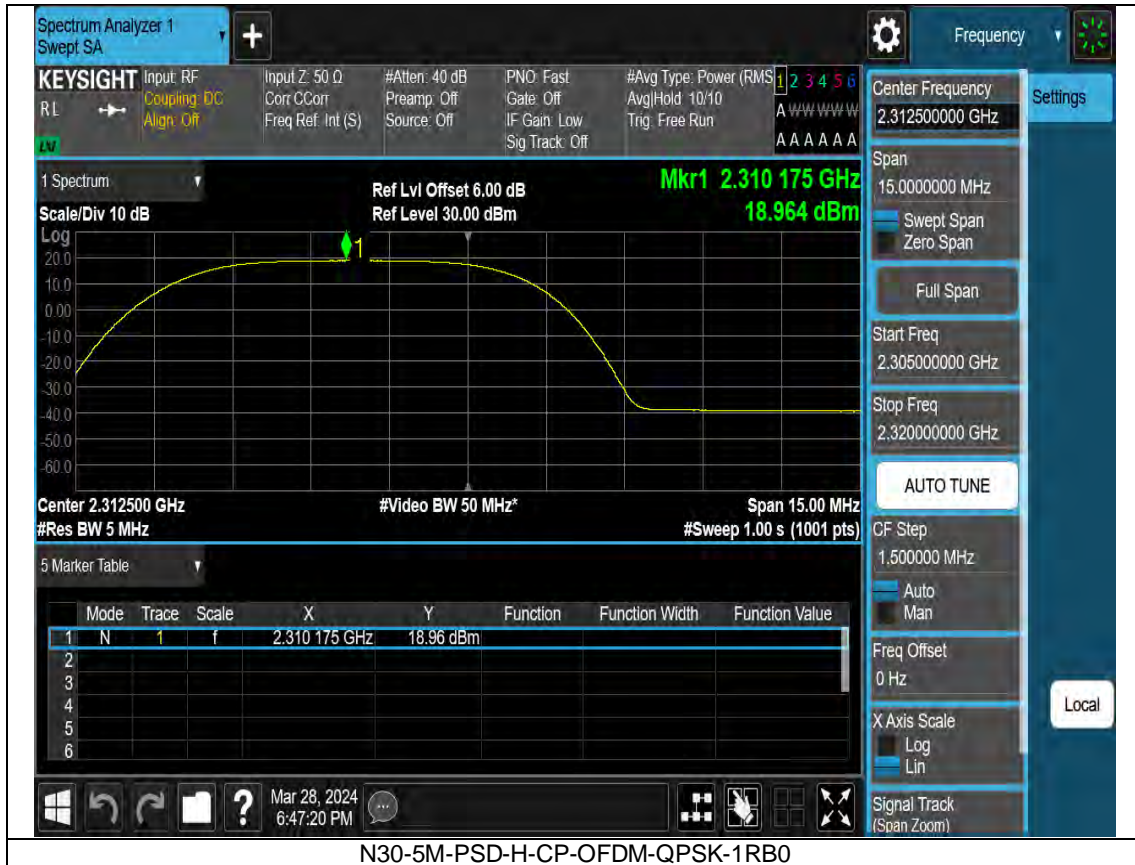 Spectrum Analyzer 1
Swept SA
+
Frequency
KEYSIGHT
RL
Input: RF
Coupling: DC
Align: Off
Input Z: 50 Ω
Corr CCorr
Freq Ref: Int (S)
#Atten: 40 dB
Preamp: Off
Source: Off
PNO: Fast
Gate: Off
IF Gain: Low
Sig Track: Off
#Avg Type: Power (RMS
Avg|Hold: 10/10
Trig: Free Run
1 2 3 4 5 6
A W W W W W
A A A A A A
1 Spectrum
Scale/Div 10 dB
Ref Lvl Offset 6.00 dB
Ref Level 30.00 dBm
Mkr1 2.310 175 GHz
18.964 dBm
Log
20.0
10.0
0.00
-10.0
-20.0
-30.0
-40.0
-50.0
-60.0
1
Center 2.312500 GHz
#Res BW 5 MHz
#Video BW 50 MHz*
Span 15.00 MHz
#Sweep 1.00 s (1001 pts)
5 Marker Table
Mode Trace Scale X Y Function Function Width Function Value
1 N 1 f 2.310 175 GHz 18.96 dBm
2
3
4
5
6
Mar 28, 2024
6:47:20 PM
Center Frequency
2.312500000 GHz
Settings
Span
15.0000000 MHz
Swept Span
Zero Span
Full Span
Start Freq
2.305000000 GHz
Stop Freq
2.320000000 GHz
AUTO TUNE
CF Step
1.500000 MHz
Auto
Man
Freq Offset
0 Hz
X Axis Scale
Log
Lin
Local
Signal Track
(Span Zoom)
N30-5M-PSD-H-CP-OFDM-QPSK-1RB0